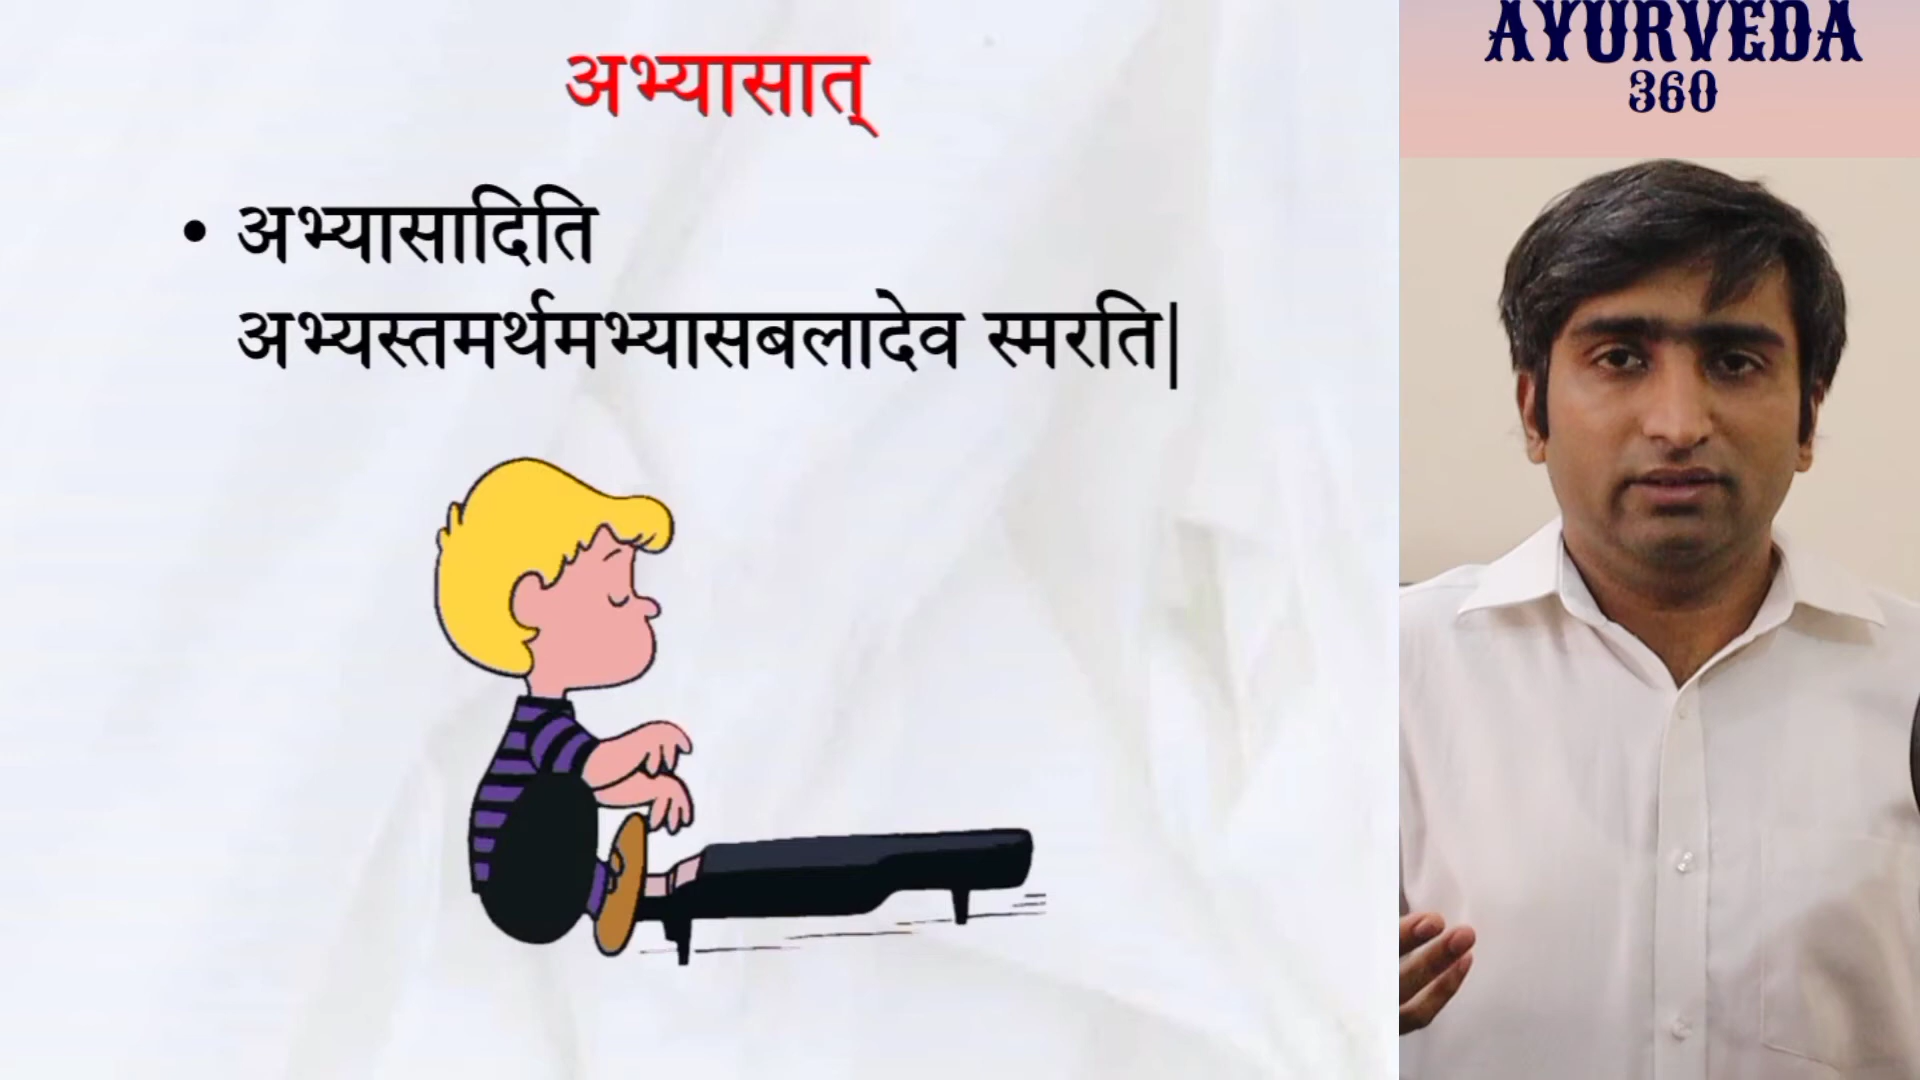 अभ्यासात्
• अभ्यासादिति
अभ्यस्तमर्थमभ्यासबलादेव स्मरति|
AYURVEDA
360